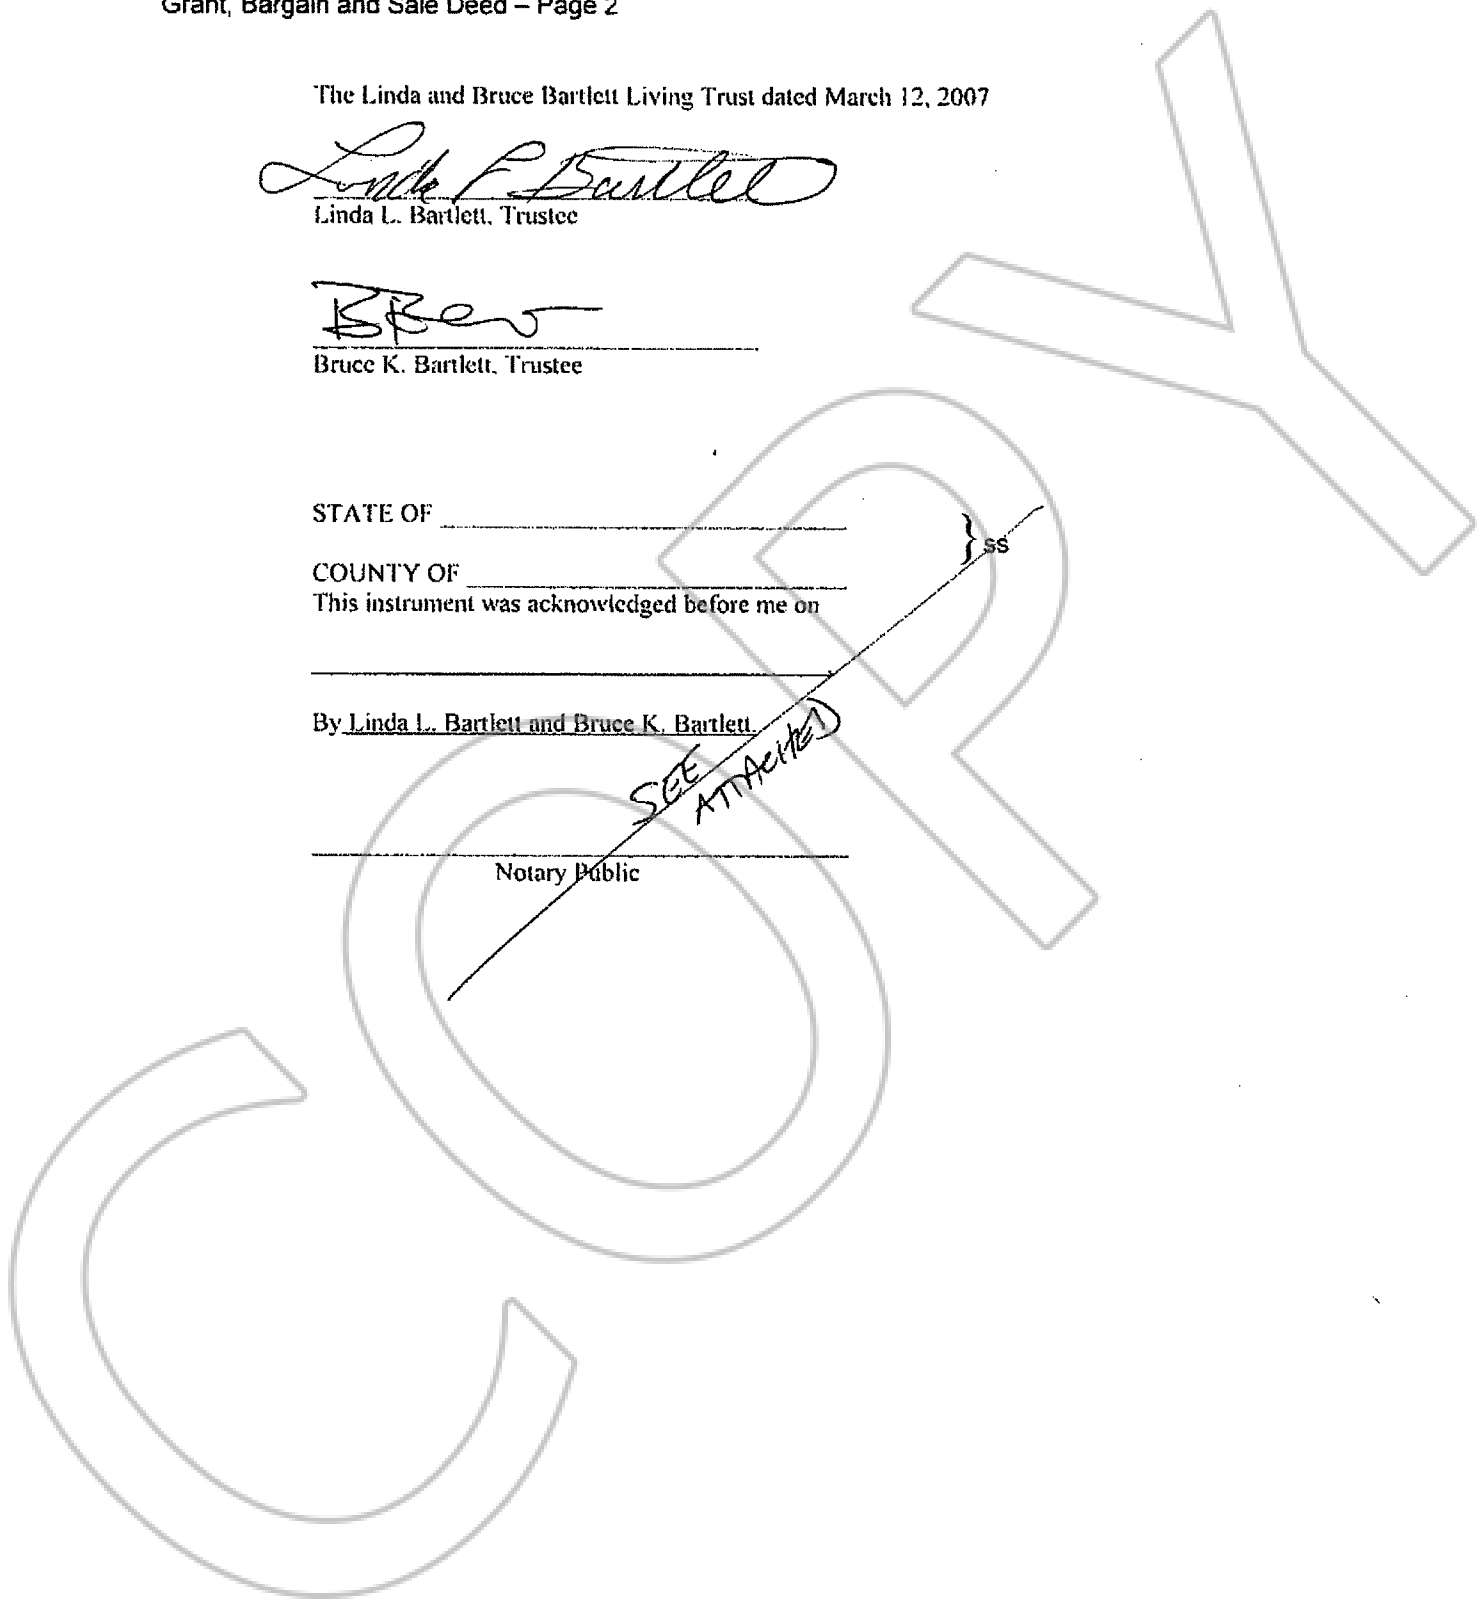 Grant, Bargain and Sale Deed – Page 2
The Linda and Bruce Bartlett Living Trust dated March 12, 2007
Linda L. Bartlett, Trustee
Bruce K. Bartlett, Trustee
STATE OF
} ss
COUNTY OF
This instrument was acknowledged before me on
By Linda L. Bartlett and Bruce K. Bartlett.
SEE
ATTACHED
Notary Public
COPY